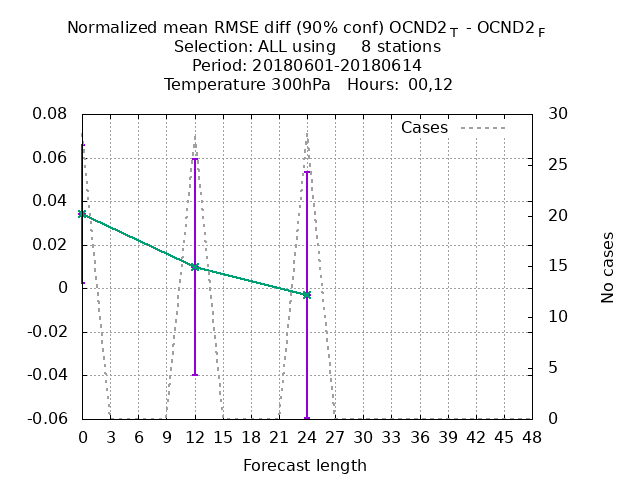 Normalized mean RMSE diff (90% conf) OCND2T - OCND2F
Selection: ALL using 8 stations
Period: 20180601-20180614
Temperature 300hPa Hours: 00,12
Cases
0.08
0.06
0.04
0.02
0
-0.02
-0.04
-0.06
30
25
20
15
10
5
0
No cases
0 3 6 9 12 15 18 21 24 27 30 33 36 39 42 45 48
Forecast length